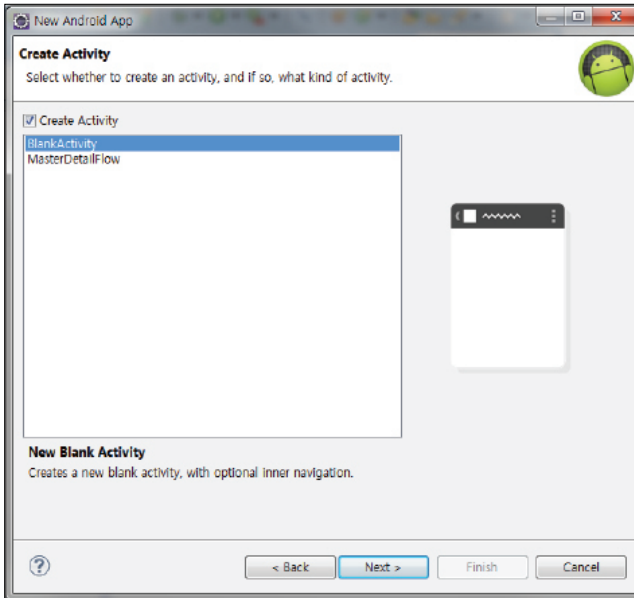 New Android App
Create Activity
Select whether to create an activity, and if so, what kind of activity.
Create Activity
BlankActivity
MasterDetailFlow
New Blank Activity
Creates a new blank activity, with optional inner navigation.
< Back
Next >
Finish
Cancel